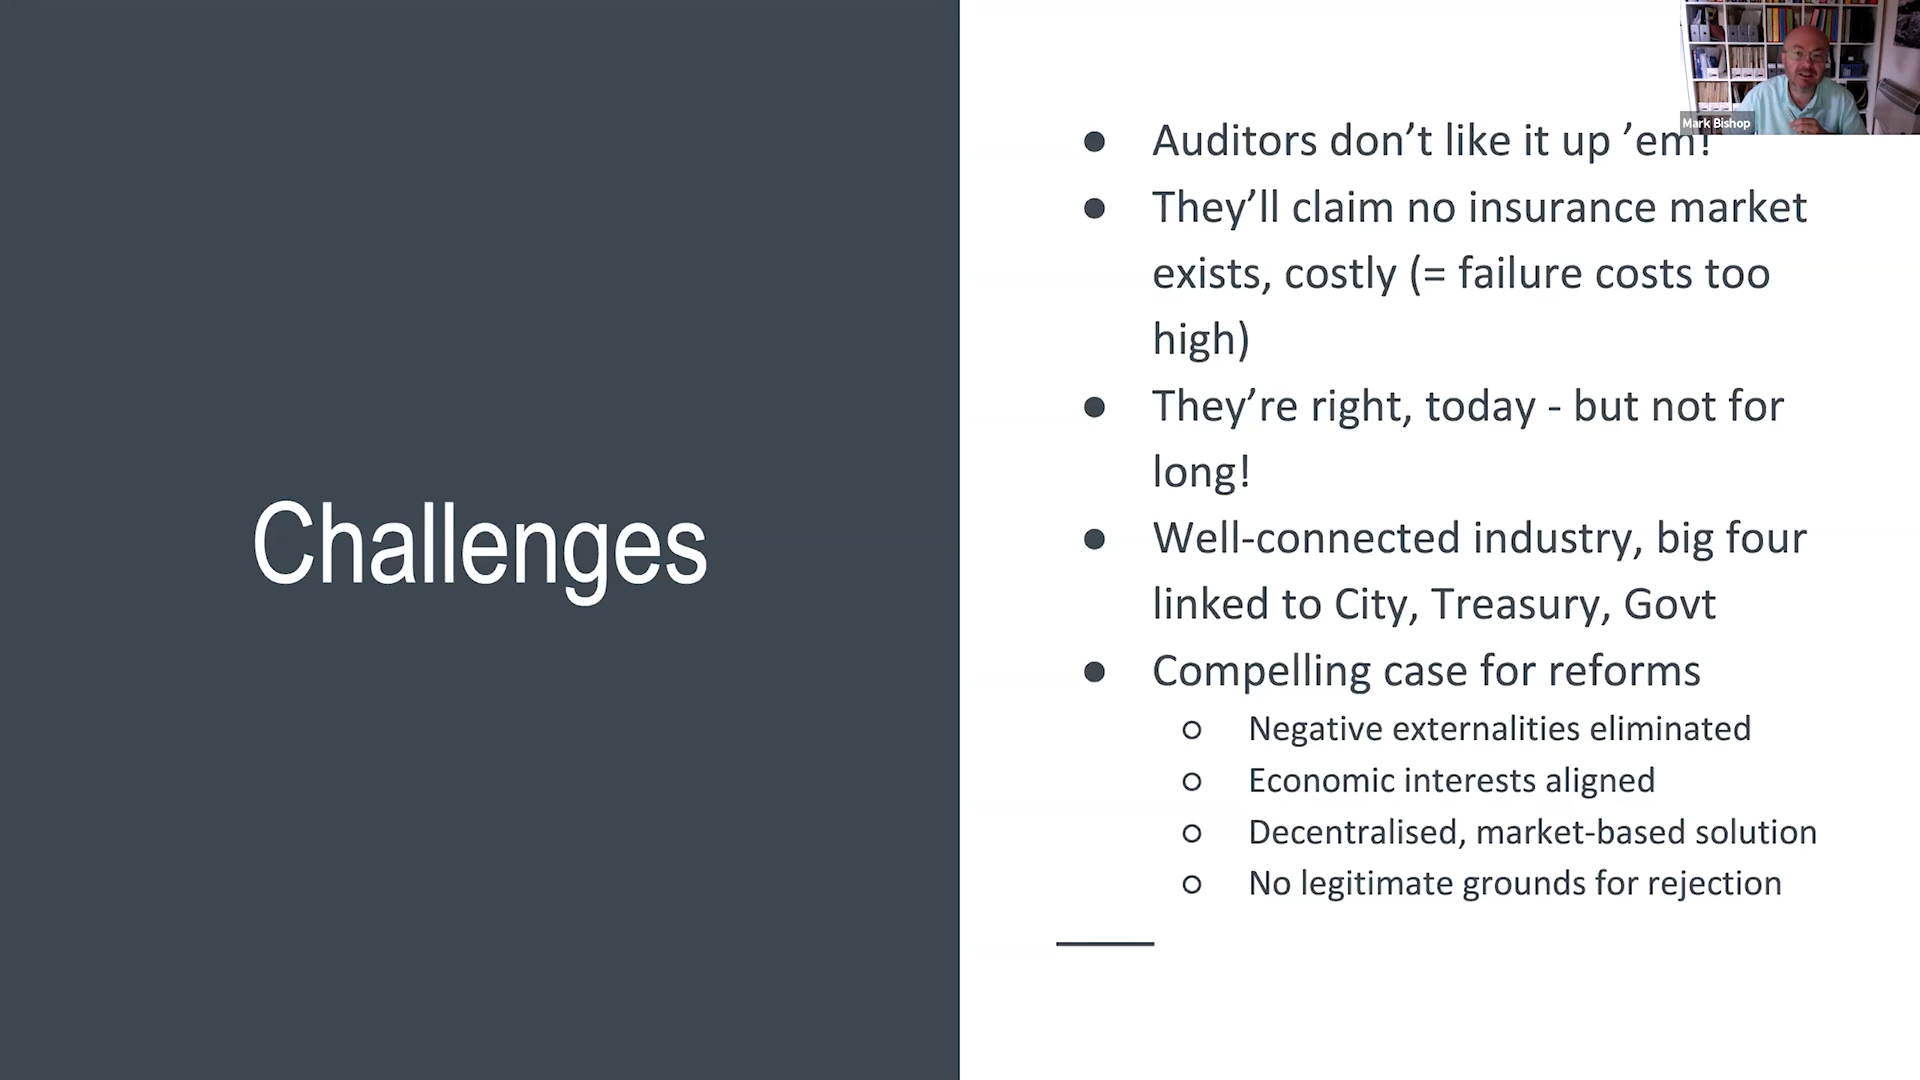 Challenges
Mark Bishop
● Auditors don’t like it up ’em!
● They’ll claim no insurance market
exists, costly (= failure costs too
high)
● They’re right, today - but not for
long!
● Well-connected industry, big four
linked to City, Treasury, Govt
● Compelling case for reforms
○ Negative externalities eliminated
○ Economic interests aligned
○ Decentralised, market-based solution
○ No legitimate grounds for rejection